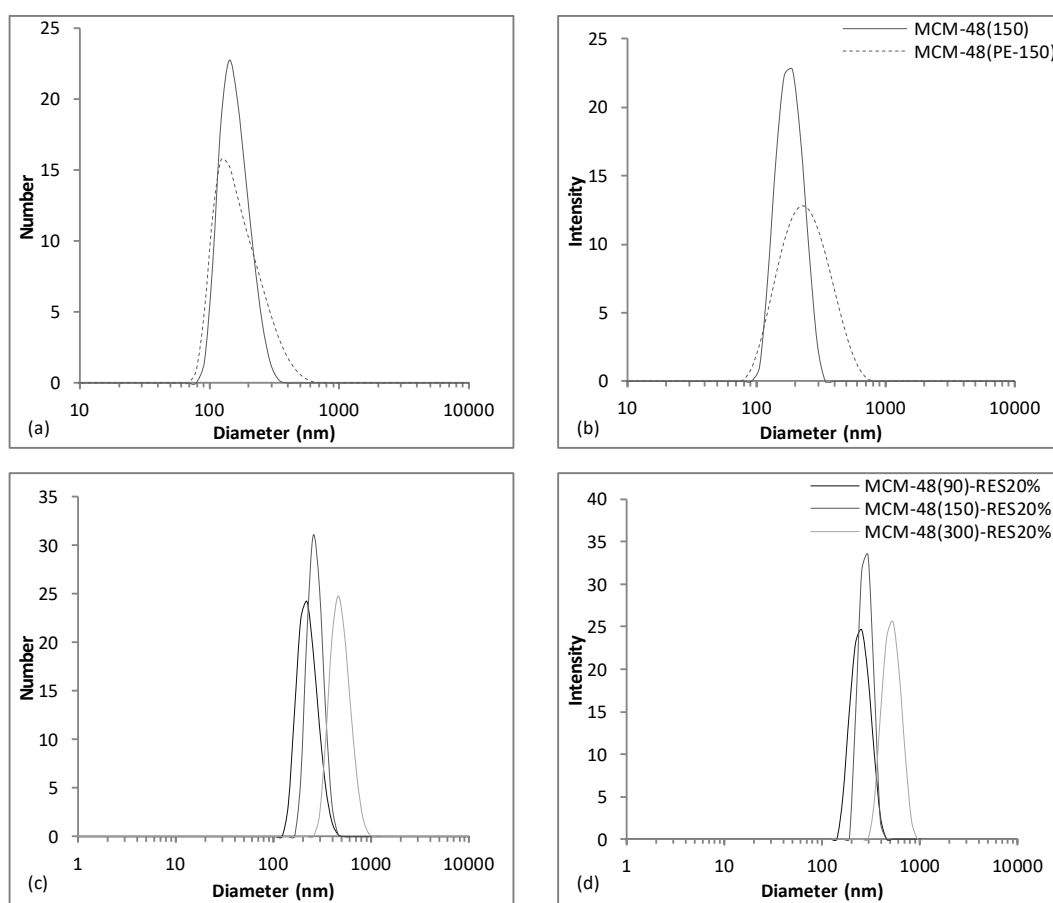 25
20
15
10
5
0
Number
10 100 1000 10000
Diameter (nm)
(a)
MCM-48(150)
MCM-48(PE-150)
25
20
15
10
5
0
Intensity
10 100 1000 10000
Diameter (nm)
(b)
35
30
25
20
15
10
5
0
Number
1 10 100 1000 10000
Diameter (nm)
(c)
MCM-48(90)-RES20%
MCM-48(150)-RES20%
MCM-48(300)-RES20%
40
35
30
25
20
15
10
5
0
Intensity
1 10 100 1000 10000
Diameter (nm)
(d)